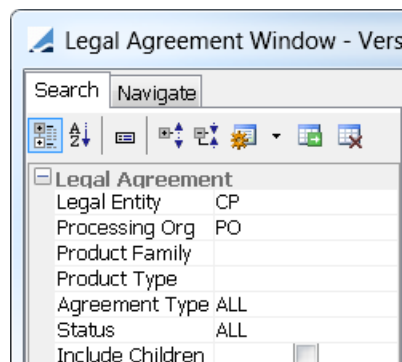 Legal Agreement Window - Vers
Search Navigate
Legal Agreement
Legal Entity CP
Processing Org PO
Product Family
Product Type
Agreement Type ALL
Status ALL
Include Children